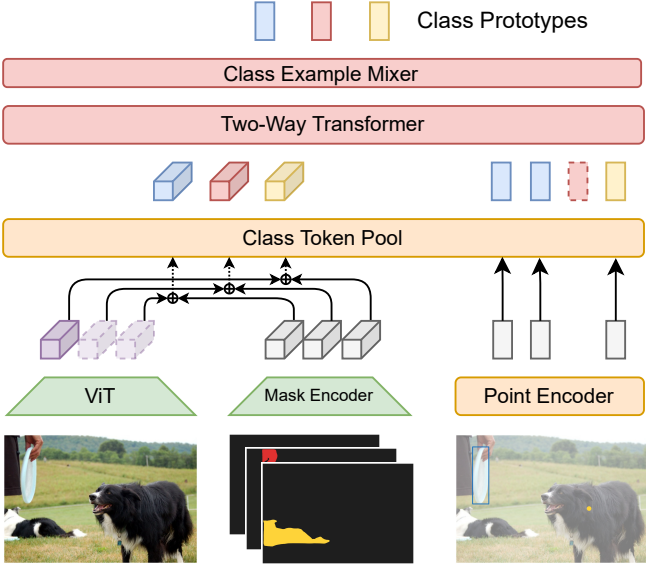 Class Prototypes
Class Example Mixer
Two-Way Transformer
Class Token Pool
ViT
Mask Encoder
Point Encoder